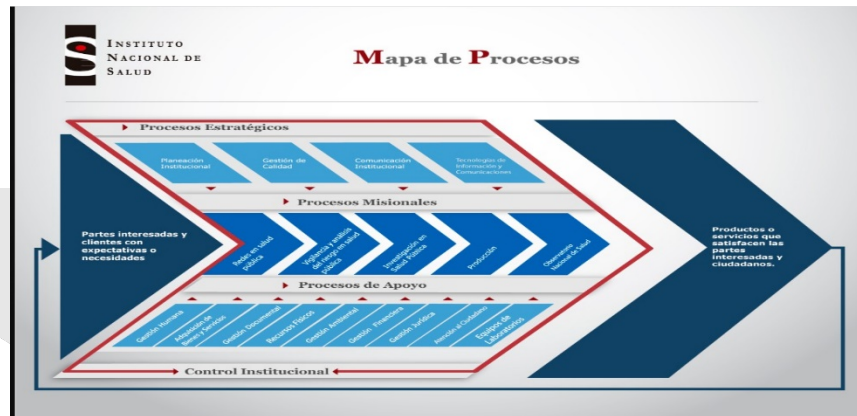 INSTITUTO
NACIONAL DE
SALUD
Mapa de Procesos
Procesos Estratégicos
Planeación
Institucional
Gestión de
Calidad
Comunicación
Institucional
Tecnologías de
Información y
Comunicaciones
Procesos Misionales
Partes interesadas y
clientes con
expectativas o
necesidades
Redes en salud
pública
Vigilancia y análisis
del riesgo en salud
pública
Investigación en
Salud Pública
Producción
Observatorio
Nacional de Salud
Productos o
servicios que
satisfacen las
partes
interesadas y
ciudadanos.
Procesos de Apoyo
Gestión Humana
Adquisición de
Bienes y Servicios
Gestión Documental
Recursos Físicos
Gestión Ambiental
Gestión Financiera
Gestión Jurídica
Atención al Ciudadano
Equipos de
Laboratorios
Control Institucional